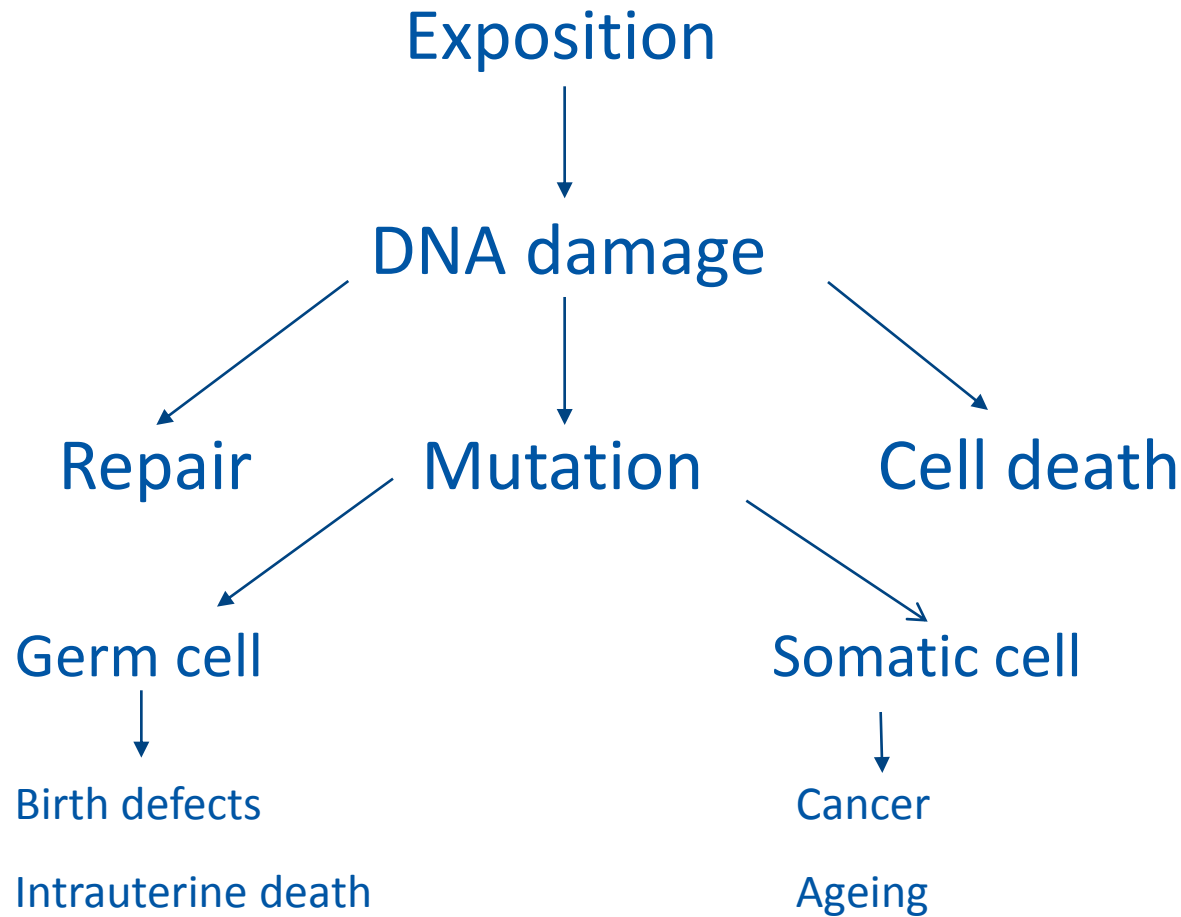 Exposition
DNA damage
Repair
Mutation
Cell death
Germ cell
Somatic cell
Birth defects
Cancer
Intrauterine death
Ageing